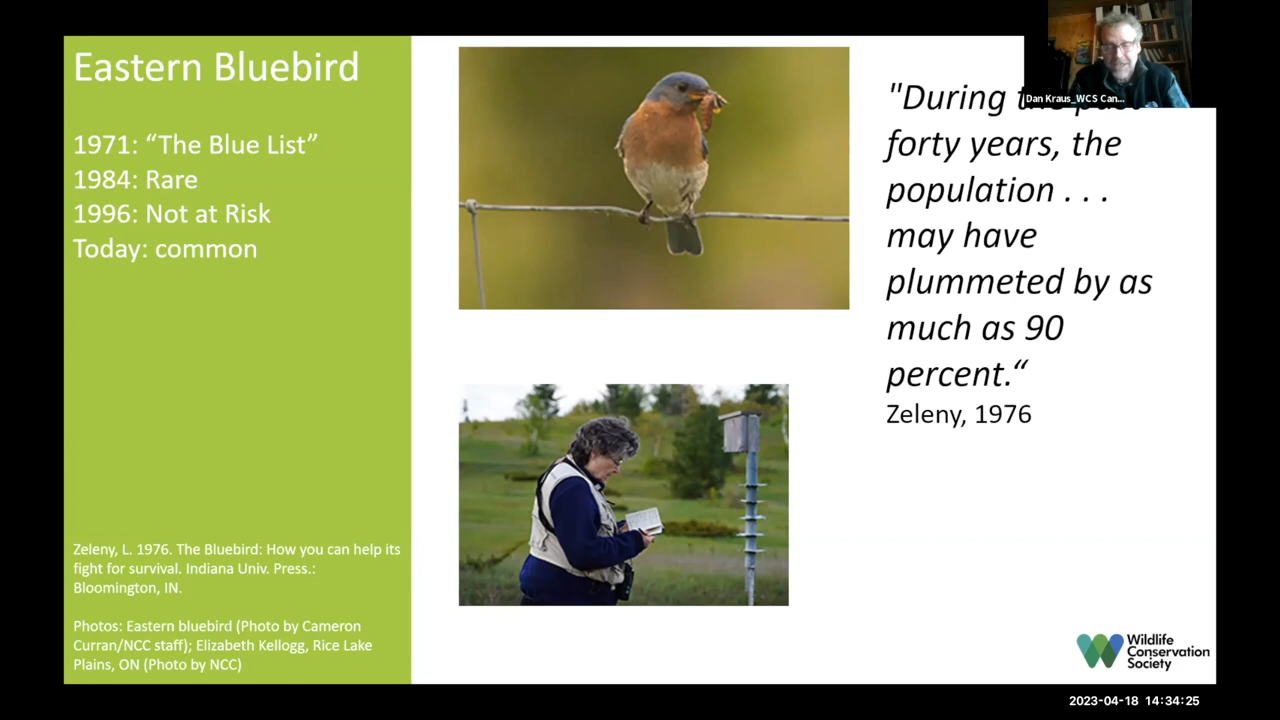 Eastern Bluebird
1971: “The Blue List”
1984: Rare
1996: Not at Risk
Today: common
Zeleny, L. 1976. The Bluebird: How you can help its
fight for survival. Indiana Univ. Press.:
Bloomington, IN.
Photos: Eastern bluebird (Photo by Cameron
Curran/NCC staff); Elizabeth Kellogg, Rice Lake
Plains, ON (Photo by NCC)
"During the past
forty years, the
population . . .
may have
plummeted by as
much as 90
percent.“
Zeleny, 1976
Dan Kraus_WCS Can...
Wildlife
Conservation
Society
2023-04-18 14:34:25